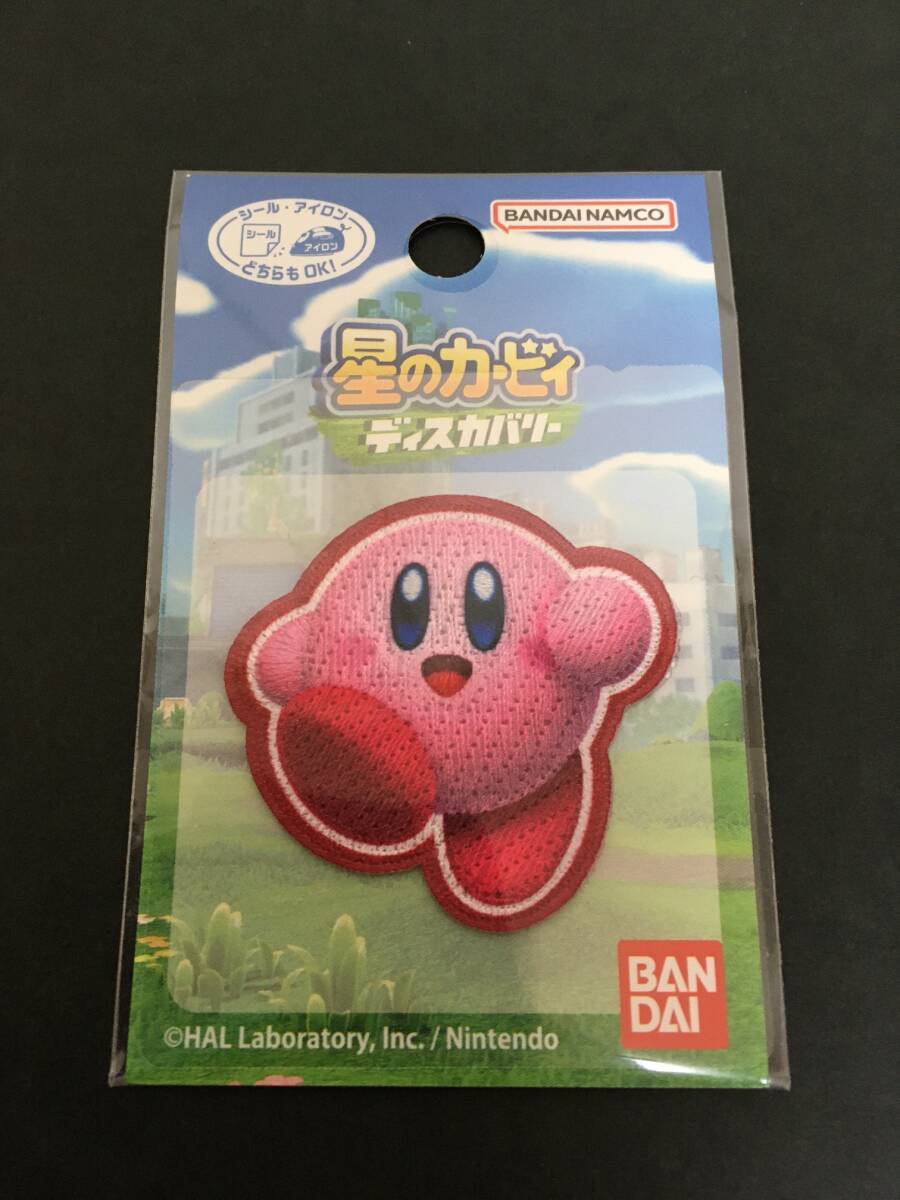 シール・アイロン
シール
アイロン
どちらもOK!
BANDAI NAMCO
星のカービィ
ディスカバリー
BAN
DAI
©HAL Laboratory, Inc. / Nintendo